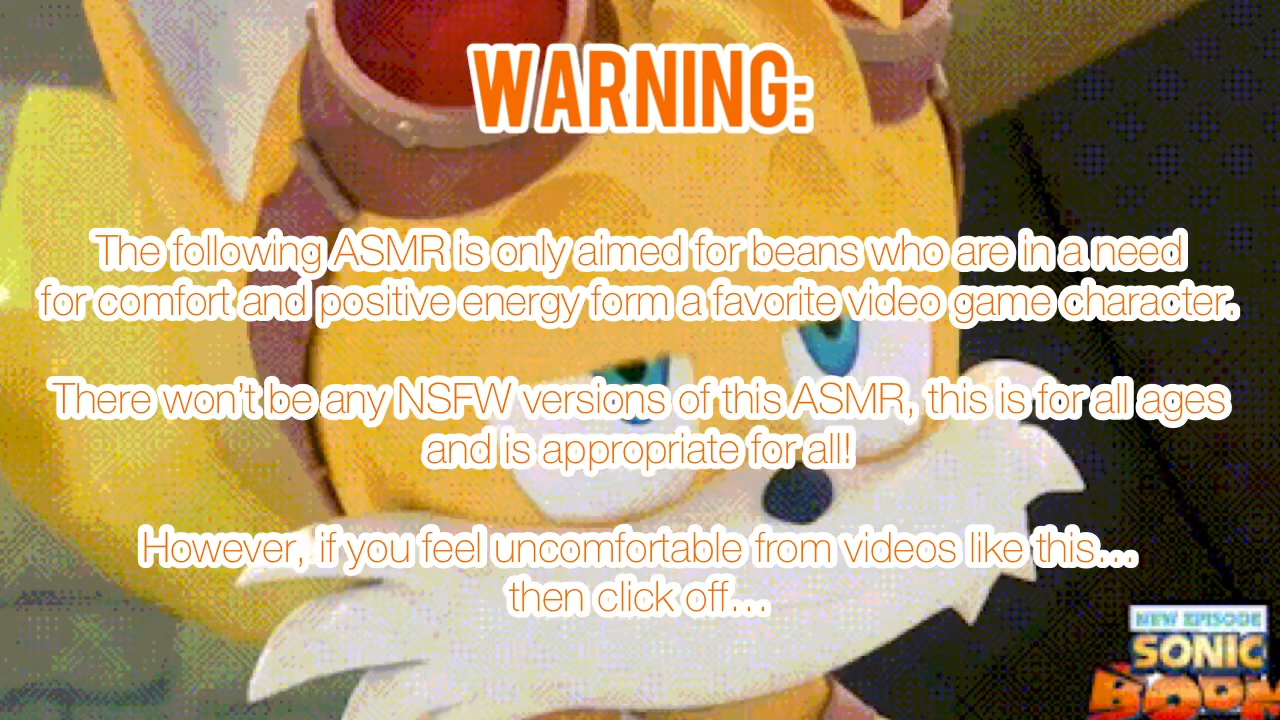 WARNING:
The following ASMR is only aimed for beans who are in a need
for comfort and positive energy form a favorite video game character.
There won't be any NSFW versions of this ASMR, this is for all ages
and is appropriate for all!
However, if you feel uncomfortable from videos like this...
then click off...
NEW EPISODE
SONIC
BOOM